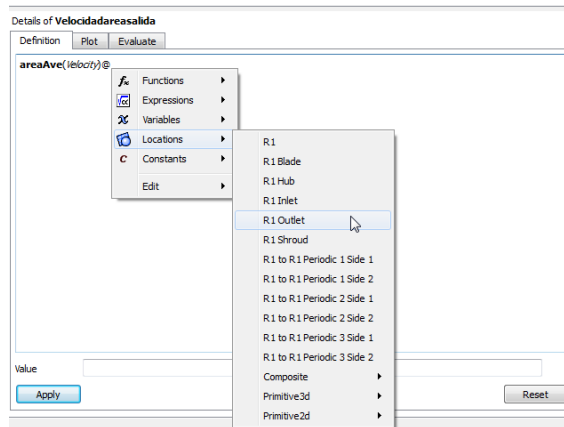 Details of Velocidadareasalida
Definition Plot Evaluate
areaAve(Velocity)@
Functions
Expressions
Variables
Locations
Constants
Edit
R1
R1 Blade
R1 Hub
R1 Inlet
R1 Outlet
R1 Shroud
R1 to R1 Periodic 1 Side 1
R1 to R1 Periodic 1 Side 2
R1 to R1 Periodic 2 Side 1
R1 to R1 Periodic 2 Side 2
R1 to R1 Periodic 3 Side 1
R1 to R1 Periodic 3 Side 2
Composite
Primitive3d
Primitive2d
Value
Apply Reset